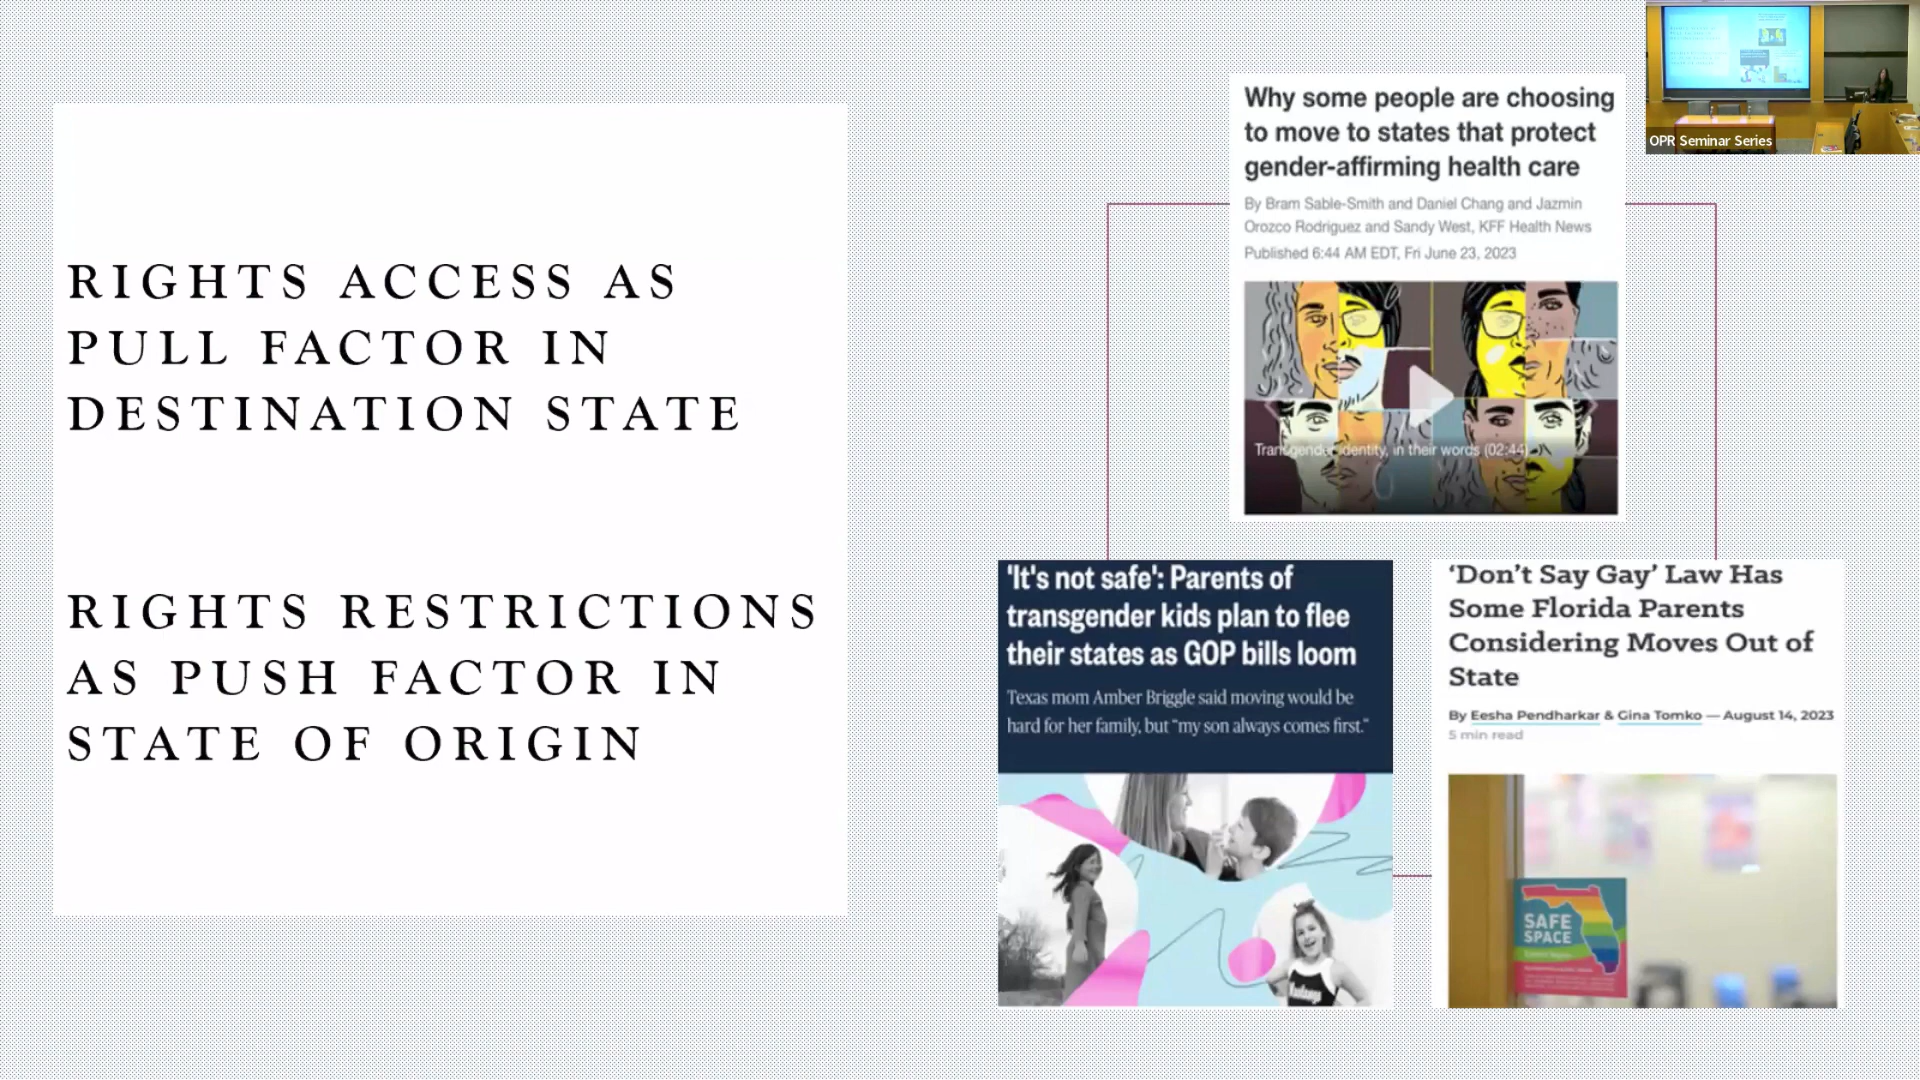 RIGHTS ACCESS AS
PULL FACTOR IN
DESTINATION STATE
RIGHTS RESTRICTIONS
AS PUSH FACTOR IN
STATE OF ORIGIN
Why some people are choosing
to move to states that protect
gender-affirming health care
By Bram Sable-Smith and Daniel Chang and Jazmin
Orozco Rodriguez and Sandy West, KFF Health News
Published 6:44 AM EDT, Fri June 23, 2023
Transgender identity, in their words (02:44)
'It's not safe': Parents of
transgender kids plan to flee
their states as GOP bills loom
Texas mom Amber Briggle said moving would be
hard for her family, but "my son always comes first."
‘Don’t Say Gay’ Law Has
Some Florida Parents
Considering Moves Out of
State
By Eesha Pendharkar & Gina Tomko — August 14, 2023
5 min read
SAFE
SPACE
OPR Seminar Series